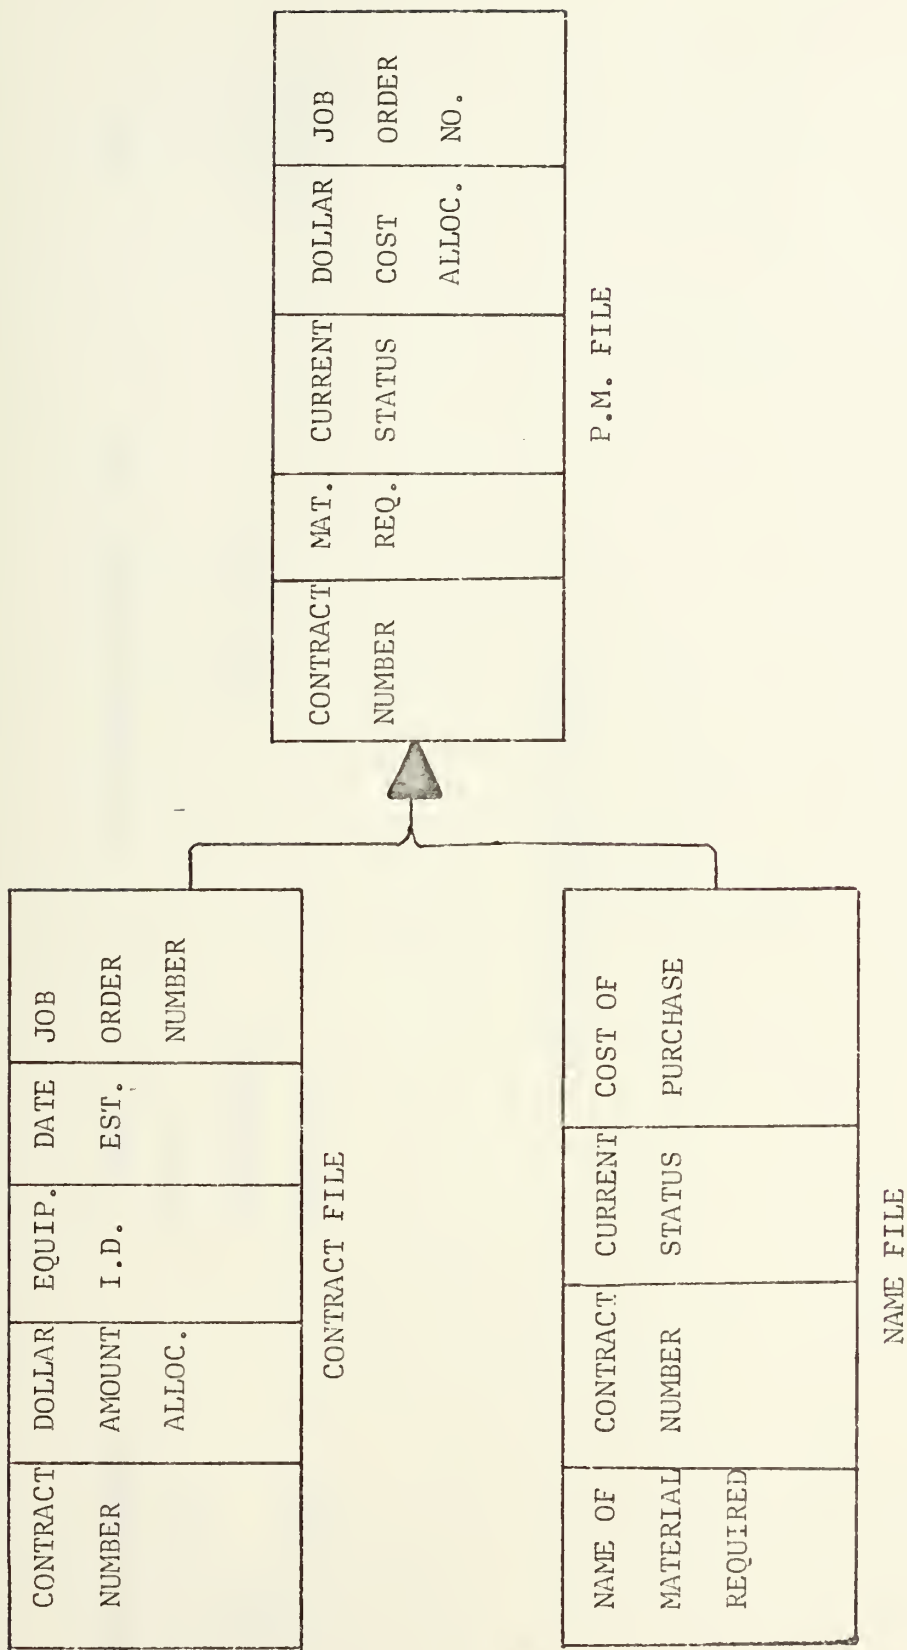 CONTRACT NUMBER
DOLLAR AMOUNT ALLOC.
EQUIP. I.D.
DATE EST.
JOB ORDER NUMBER
CONTRACT FILE
NAME OF MATERIAL REQUIRED
CONTRACT NUMBER
CURRENT STATUS
COST OF PURCHASE
NAME FILE
CONTRACT NUMBER
MAT. REQ.
CURRENT STATUS
DOLLAR COST ALLOC.
JOB ORDER NO.
P.M. FILE